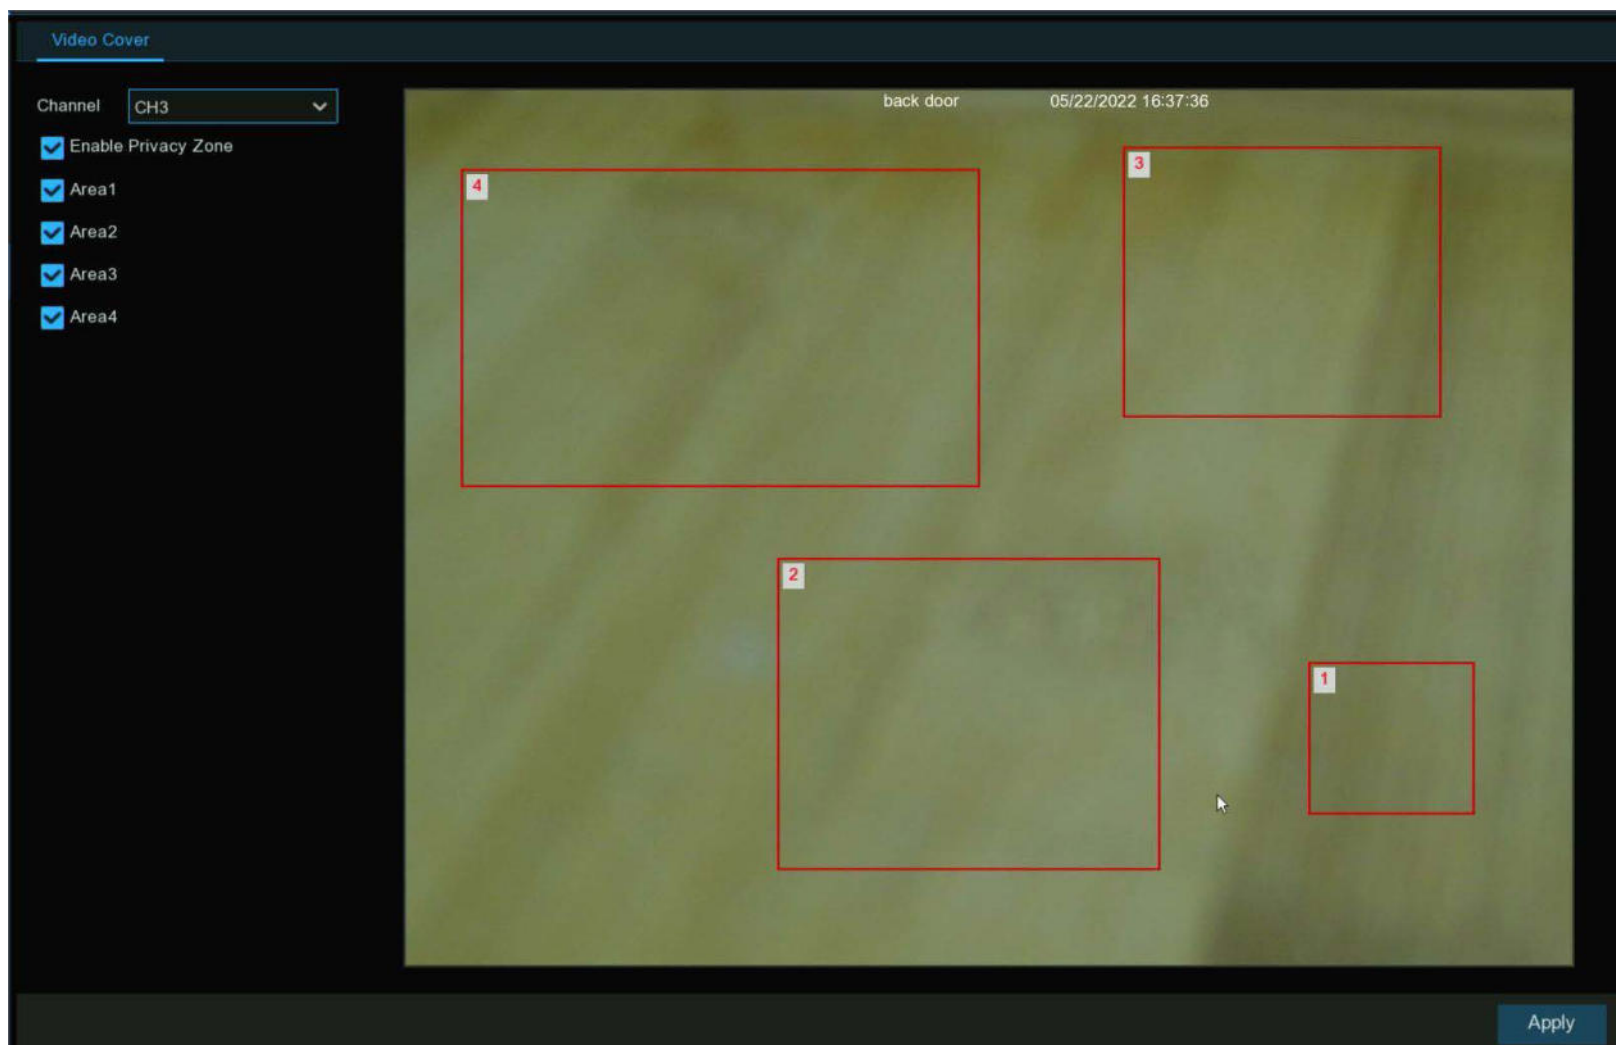 Video Cover
Channel CH3
back door 05/22/2022 16:37:36
Enable Privacy Zone
Area1
Area2
Area3
Area4
4
3
2
1
Apply